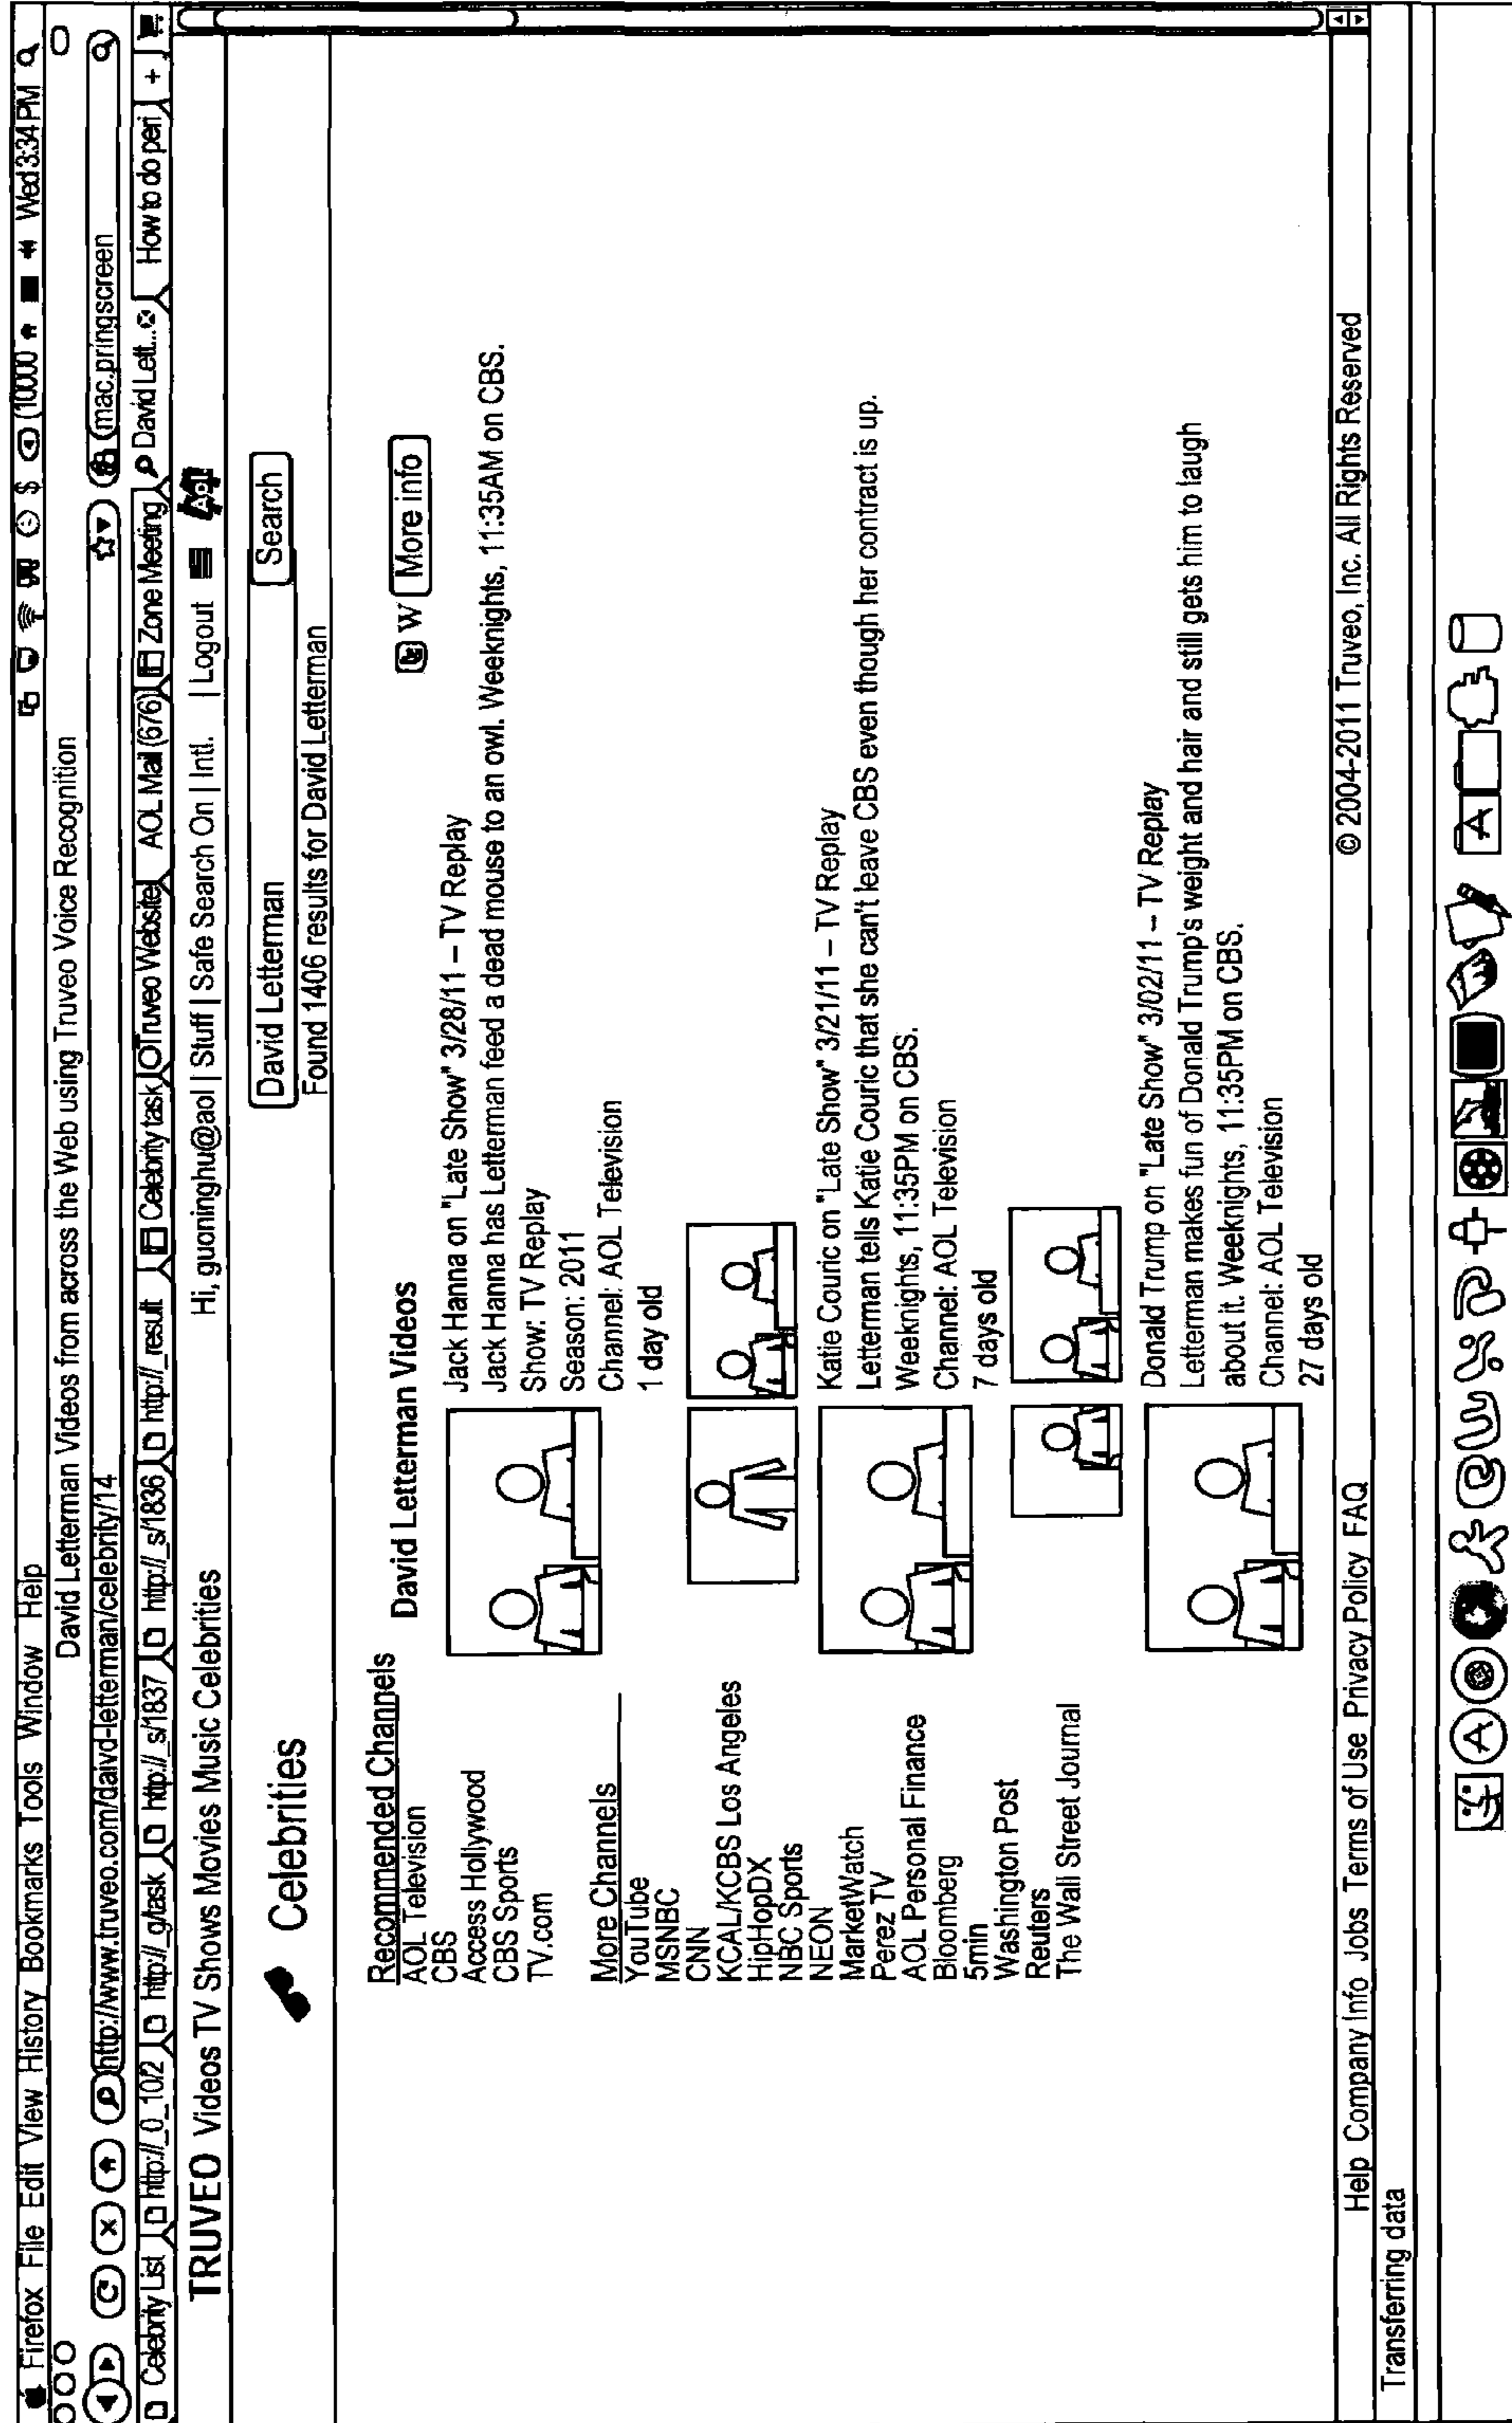 Firefox File Edit View History Bookmarks Tools Window Help $ (1000 Wed 3:34 PM
David Letterman Videos from across the Web using Truveo Voice Recognition
http://www.truveo.com/daivd-letterman/celebrity/14 mac.pringscreen
Celebrity List http://_0_10/2 http://_g/task http://_s/1837 http://_s/1836 http://_result Celebrity task Truveo Website AOL Mail (676) Zone Meeting David Lett... How to do peri +
TRUVEO Videos TV Shows Movies Music Celebrities Hi, guoninghu@aol | Stuff | Safe Search On | Intl. | Logout Aol
Celebrities
David Letterman Search
Found 1406 results for David Letterman
Recommended Channels
AOL Television
CBS
Access Hollywood
CBS Sports
TV.com
More Channels
YouTube
MSNBC
CNN
KCAL/KCBS Los Angeles
HipHopDX
NBC Sports
NEON
MarketWatch
Perez TV
AOL Personal Finance
Bloomberg
5min
Washington Post
Reuters
The Wall Street Journal
David Letterman Videos
W More info
Jack Hanna on "Late Show" 3/28/11 – TV Replay
Jack Hanna has Letterman feed a dead mouse to an owl. Weeknights, 11:35AM on CBS.
Show: TV Replay
Season: 2011
Channel: AOL Television
1 day old
Katie Couric on "Late Show" 3/21/11 – TV Replay
Letterman tells Katie Couric that she can't leave CBS even though her contract is up.
Weeknights, 11:35PM on CBS.
Channel: AOL Television
7 days old
Donald Trump on "Late Show" 3/02/11 – TV Replay
Letterman makes fun of Donald Trump's weight and hair and still gets him to laugh
about it. Weeknights, 11:35PM on CBS.
Channel: AOL Television
27 days old
Help Company Info Jobs Terms of Use Privacy Policy FAQ © 2004-2011 Truveo, Inc. All Rights Reserved
Transferring data
A A